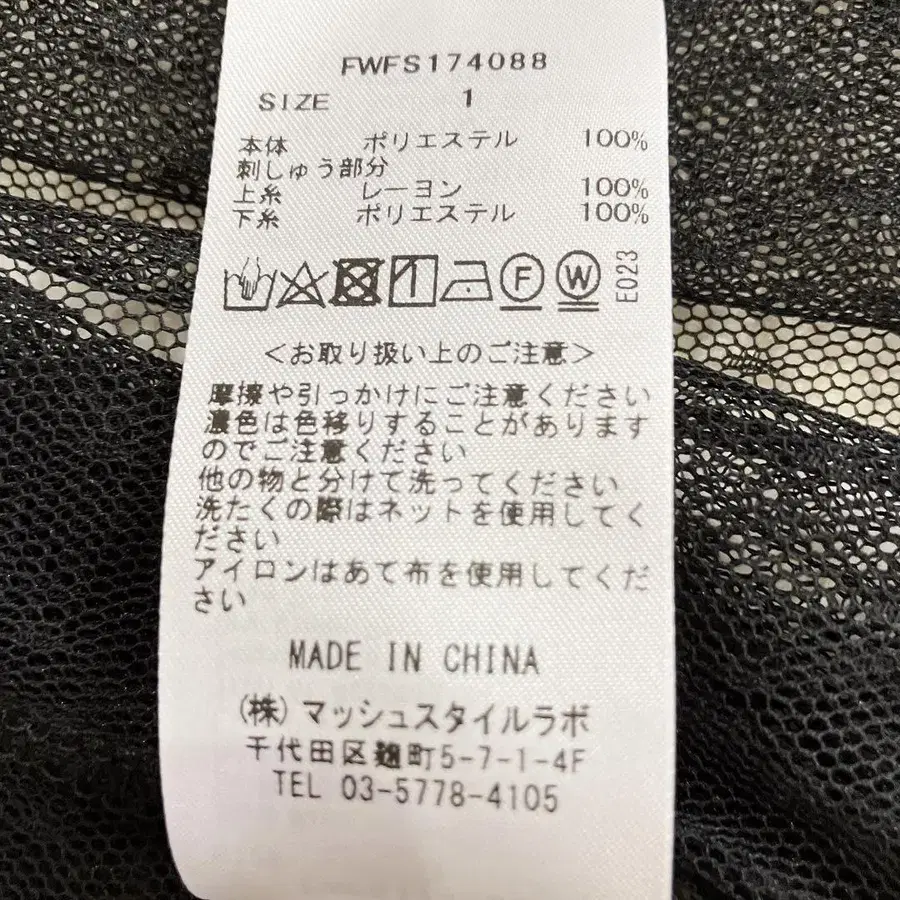 FWFS174088
SIZE 1
本体 ポリエステル 100%
刺しゅう部分
上糸 レーヨン 100%
下糸 ポリエステル 100%
F W E023
<お取り扱い上のご注意>
摩擦や引っかけにご注意ください
濃色は色移りすることがあります
のでご注意ください
他の物と分けて洗ってください
洗たくの際はネットを使用してく
ださい
アイロンはあて布を使用してくだ
さい
MADE IN CHINA
(株)マッシュスタイルラボ
千代田区麹町5-7-1-4F
TEL 03-5778-4105